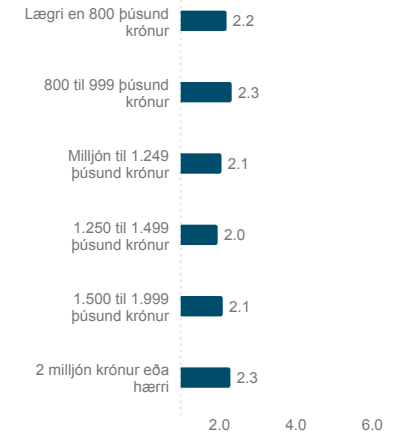 Lægri en 800 þúsund
krónur
2.2
800 til 999 þúsund
krónur
2.3
Milljón til 1.249
þúsund krónur
2.1
1.250 til 1.499
þúsund krónur
2.0
1.500 til 1.999
þúsund krónur
2.1
2 milljón krónur eða
hærri
2.3
2.0 4.0 6.0